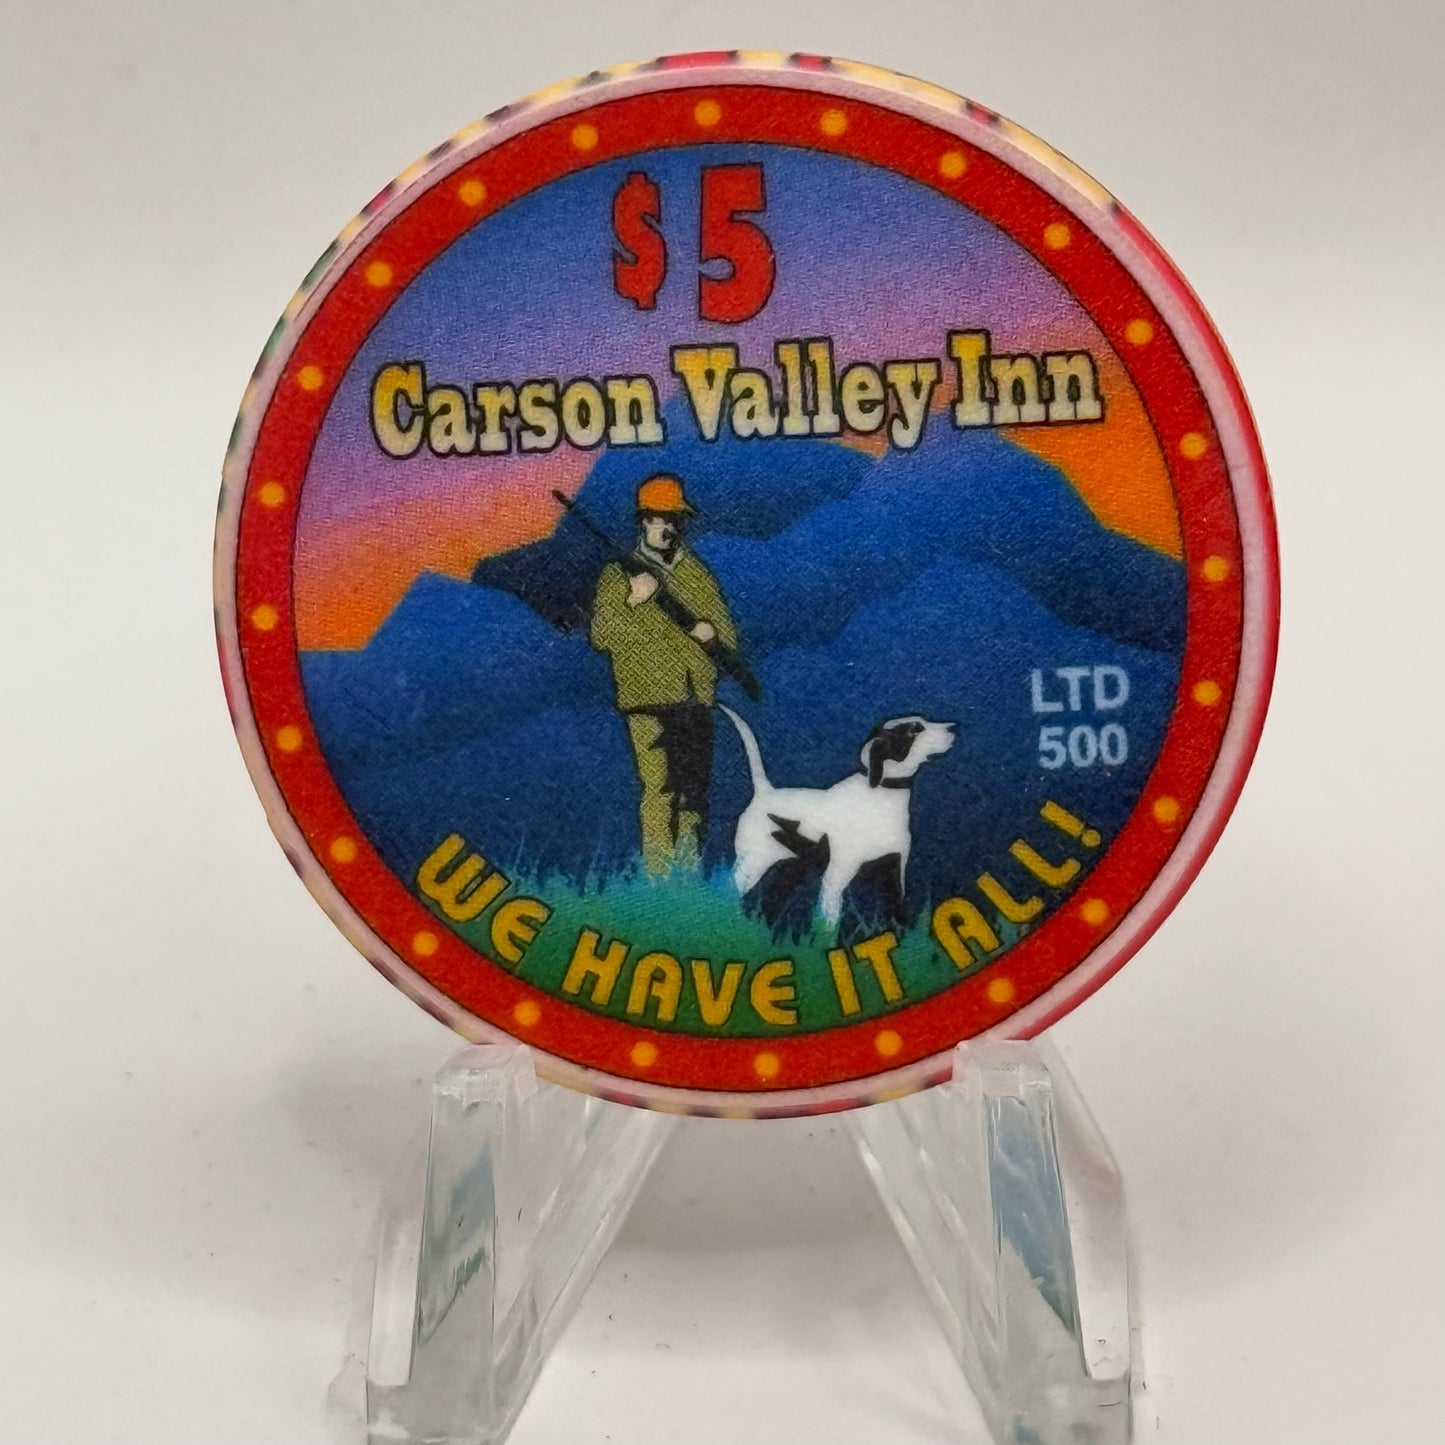 $5
Carson Valley Inn
LTD
500
WE HAVE IT ALL!